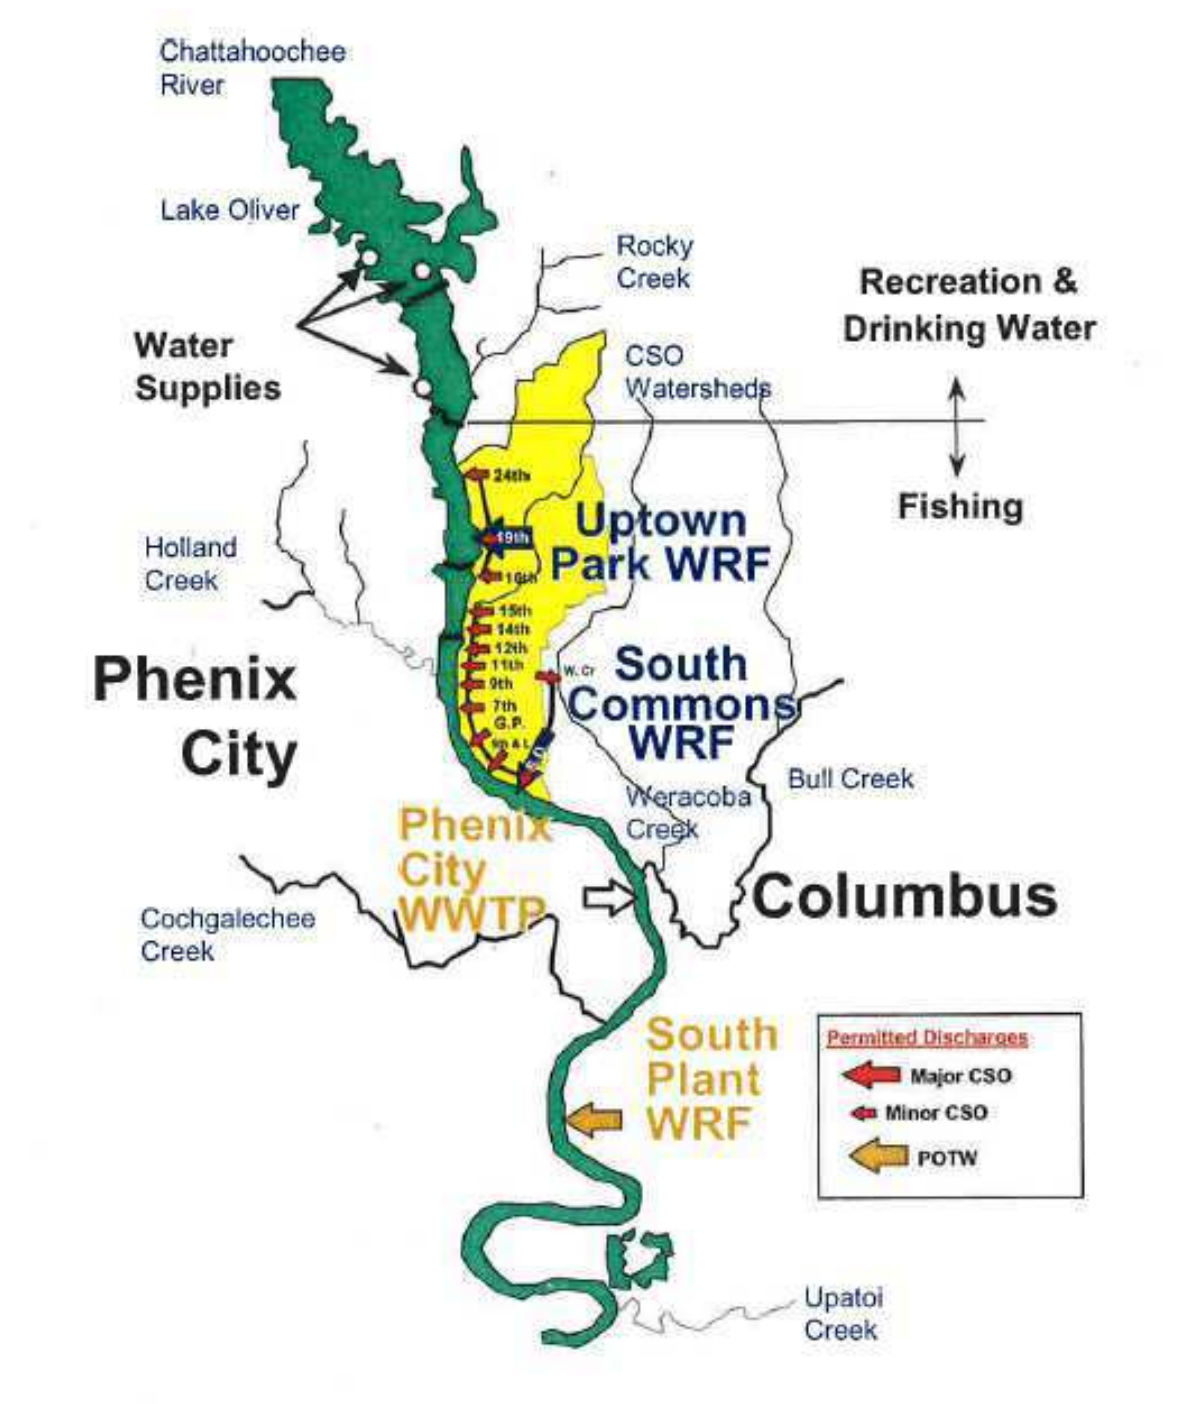 Chattahoochee
River
Lake Oliver
Rocky
Creek
Recreation &
Drinking Water
Water
Supplies
CSO
Watersheds
24th
Fishing
Uptown
Park WRF
19th
Holland
Creek
16th
15th
14th
12th
11th
9th
7th
G.P.
W. Cr
South
Commons
WRF
Phenix
City
Bull Creek
Weracoba
Creek
Phenix
City
WWTP
Columbus
Cochgalechee
Creek
South
Plant
WRF
Permitted Discharges
Major CSO
Minor CSO
POTW
Upatoi
Creek